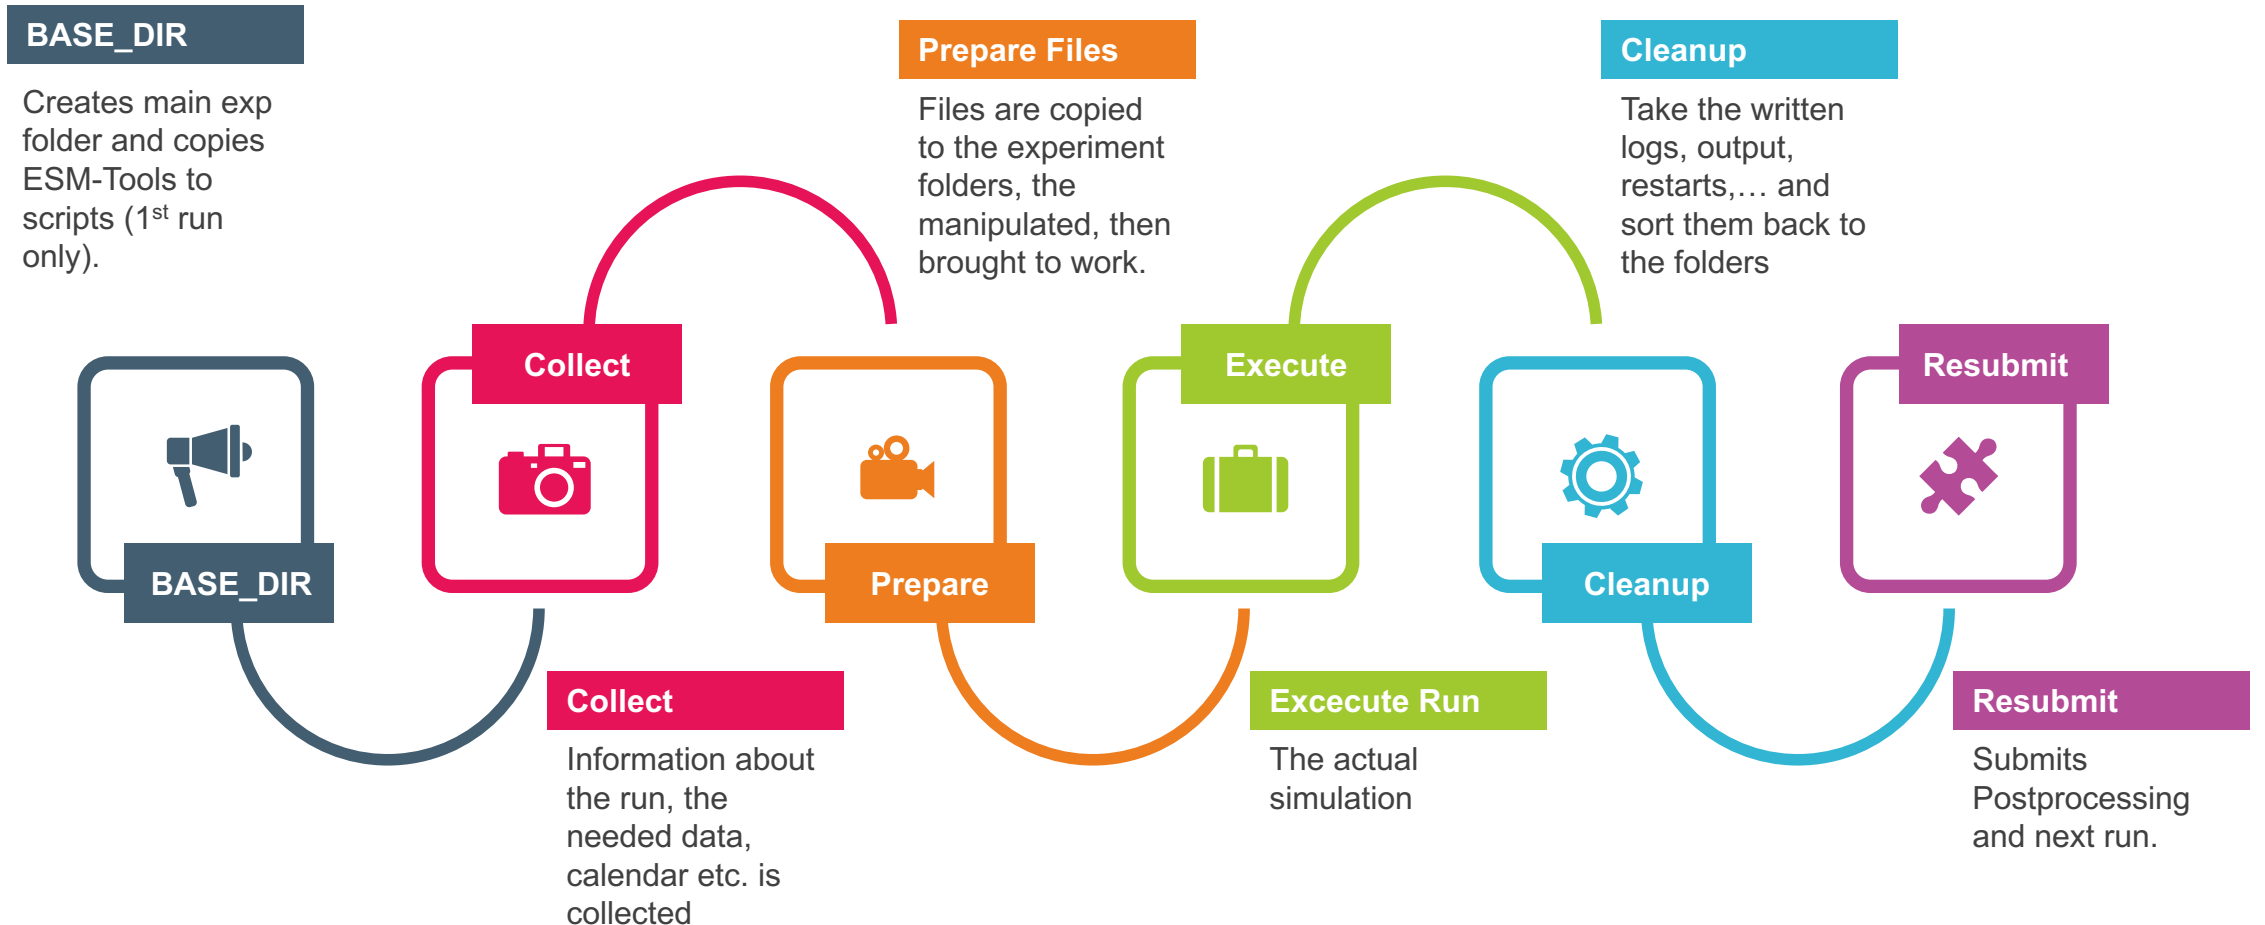 BASE_DIR
Creates main exp
folder and copies
ESM-Tools to
scripts (1st run
only).
Prepare Files
Files are copied
to the experiment
folders, the
manipulated, then
brought to work.
Cleanup
Take the written
logs, output,
restarts,… and
sort them back to
the folders
BASE_DIR
Collect
Prepare
Execute
Cleanup
Resubmit
Collect
Information about
the run, the
needed data,
calendar etc. is
collected
Excecute Run
The actual
simulation
Resubmit
Submits
Postprocessing
and next run.